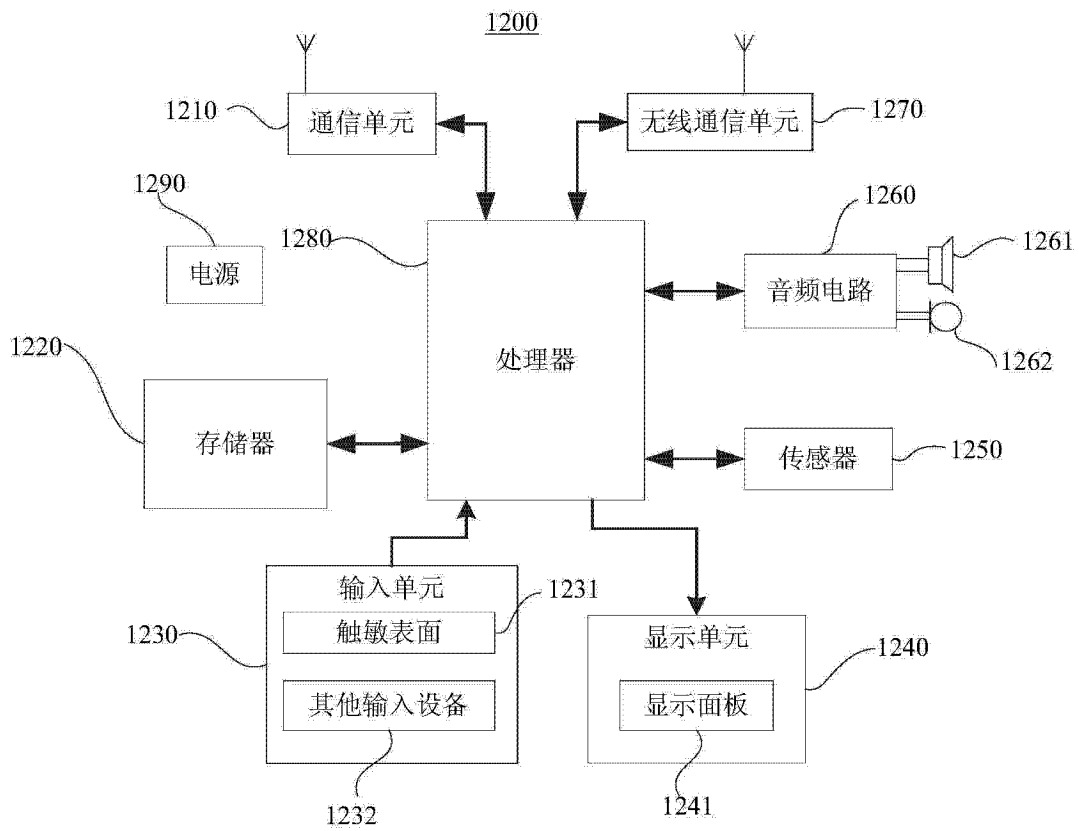 1200
1210
通信单元
无线通信单元
1270
1290
电源
1280
1260
1261
音频电路
1262
处理器
1220
存储器
传感器
1250
输入单元
1231
触敏表面
1230
其他输入设备
1232
显示单元
1240
显示面板
1241